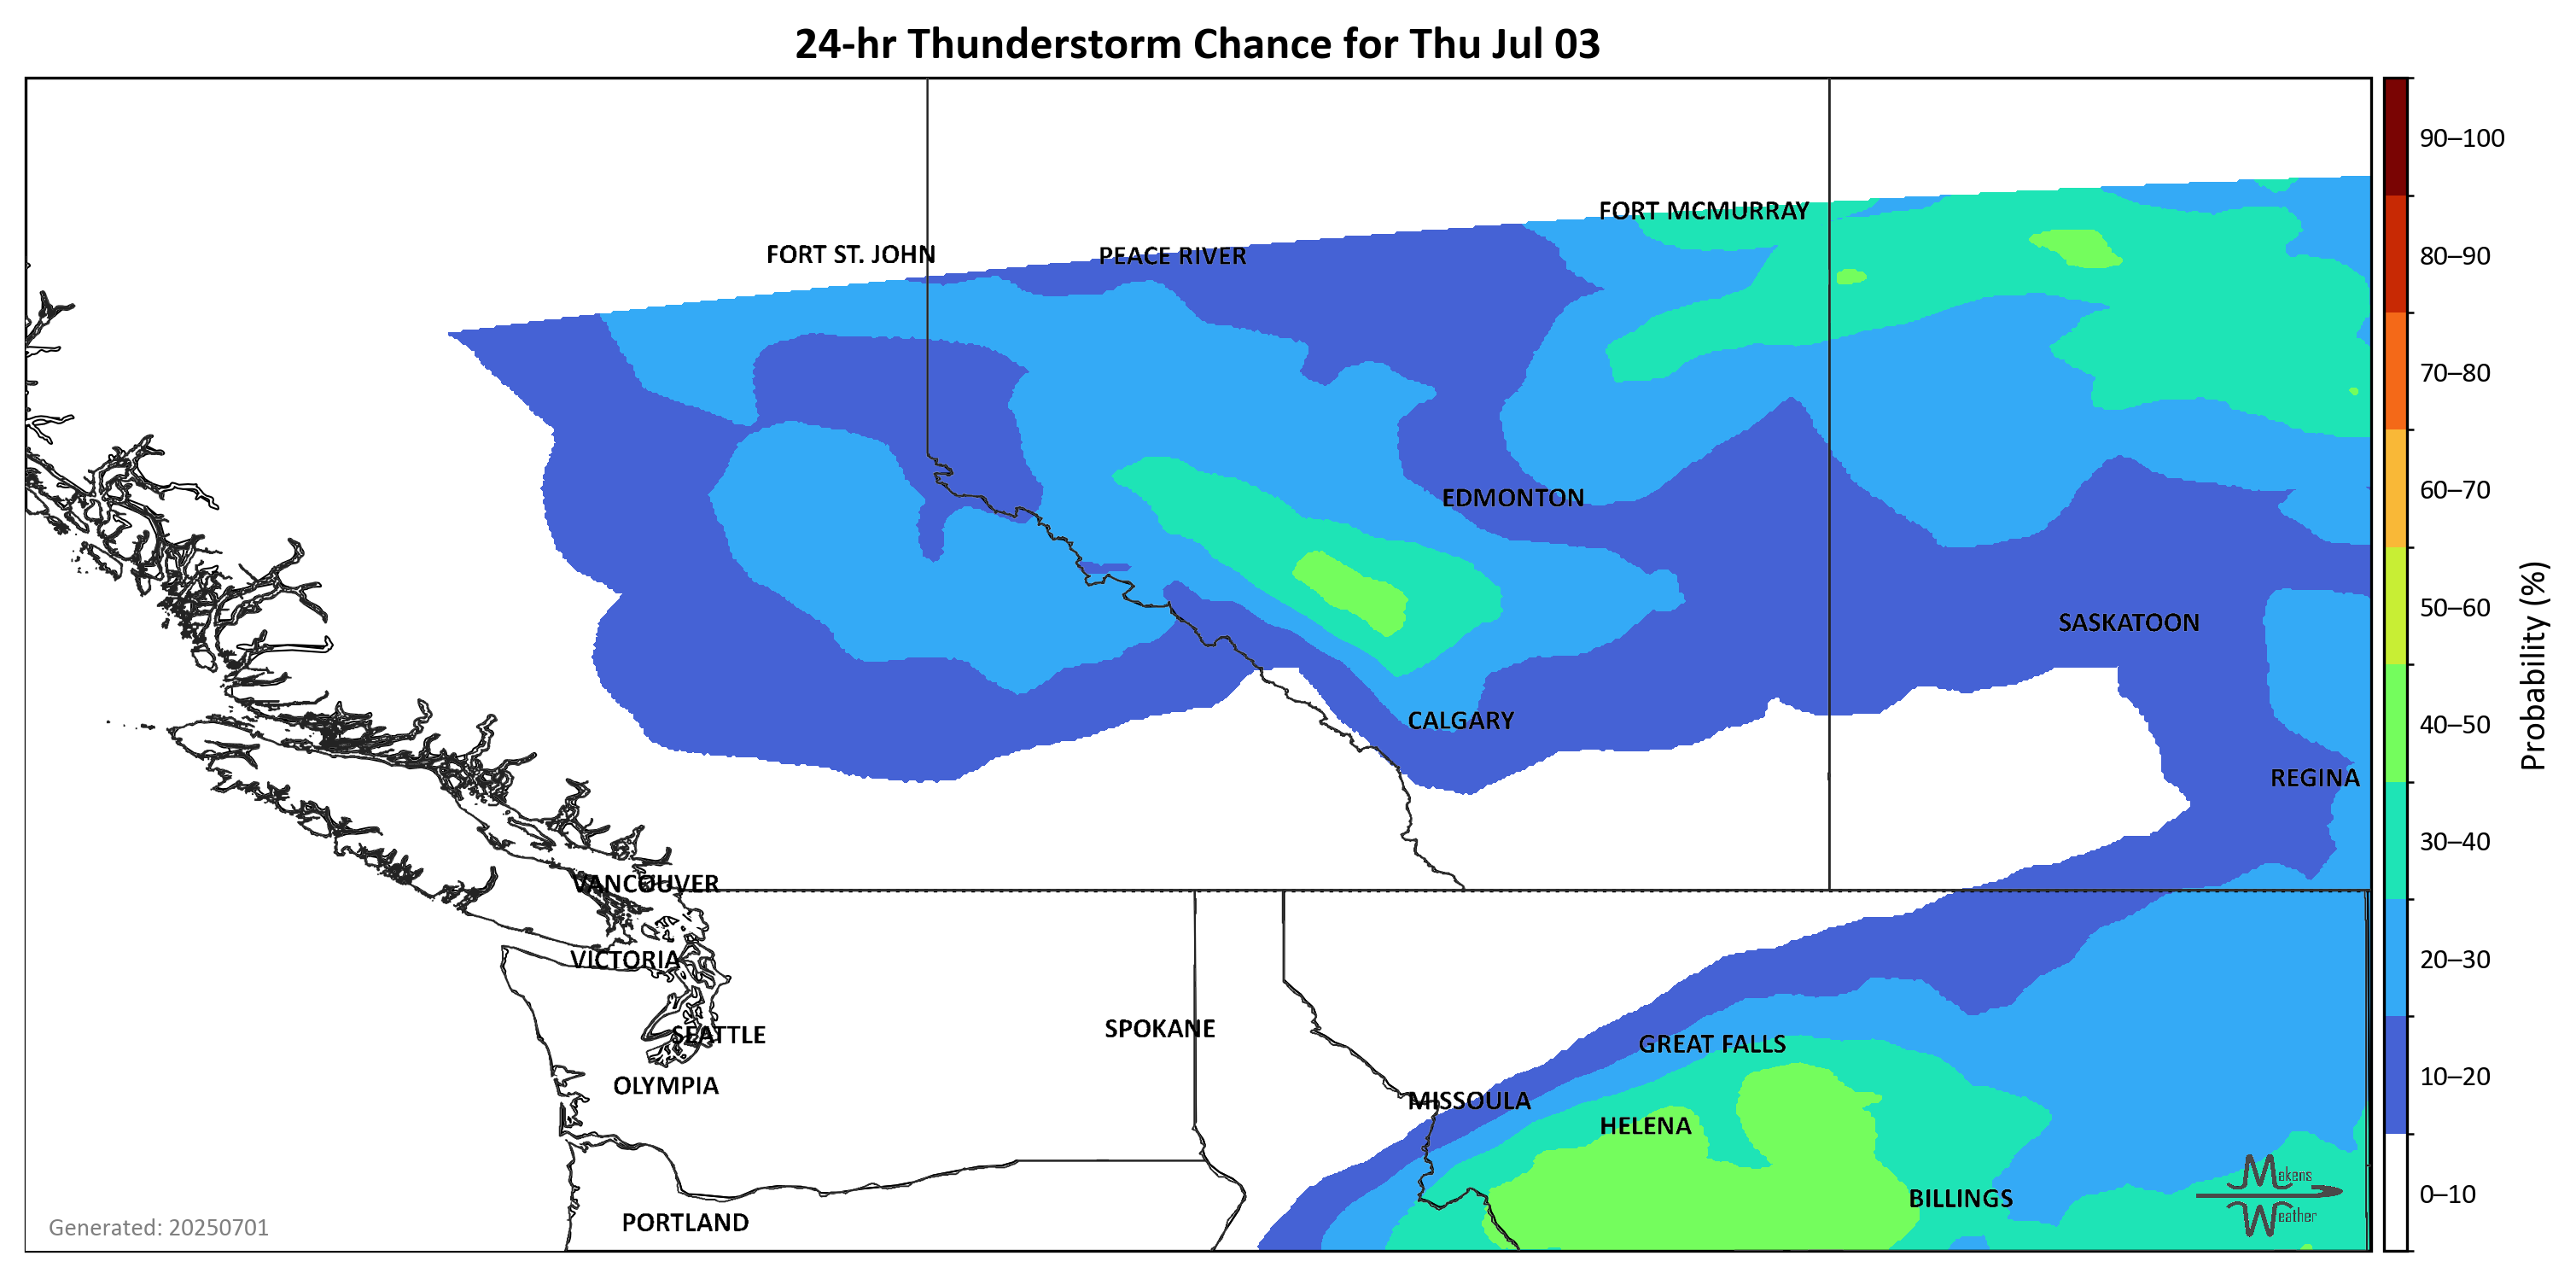 24-hr Thunderstorm Chance for Thu Jul 03
90–100
FORT MCMURRAY
FORT ST. JOHN
PEACE RIVER
80–90
70–80
60–70
EDMONTON
50–60
SASKATOON
Probability (%)
CALGARY
40–50
REGINA
30–40
VANCOUVER
VICTORIA
20–30
SPOKANE
SEATTLE
GREAT FALLS
OLYMPIA
10–20
MISSOULA
HELENA
Makens
Weather
BILLINGS
0–10
PORTLAND
Generated: 20250701